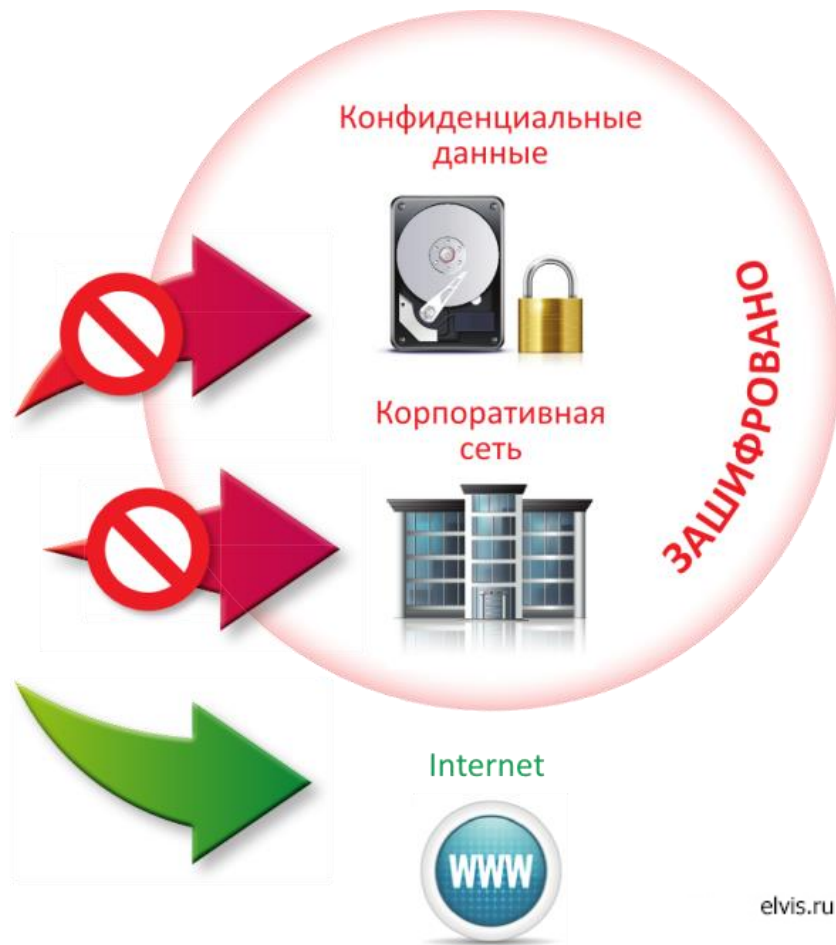 Конфиденциальные
данные
ЗАШИФРОВАНО
Корпоративная
сеть
Internet
WWW
elvis.ru